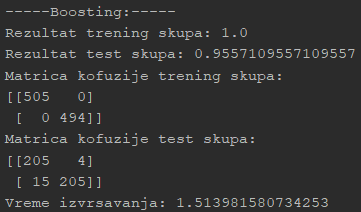 -----Boosting:-----
Rezultat trening skupa: 1.0
Rezultat test skupa: 0.9557109557109557
Matrica kofuzije trening skupa:
[[505   0]
 [  0 494]]
Matrica kofuzije test skupa:
[[205   4]
 [ 15 205]]
Vreme izvrsavanja: 1.513981580734253